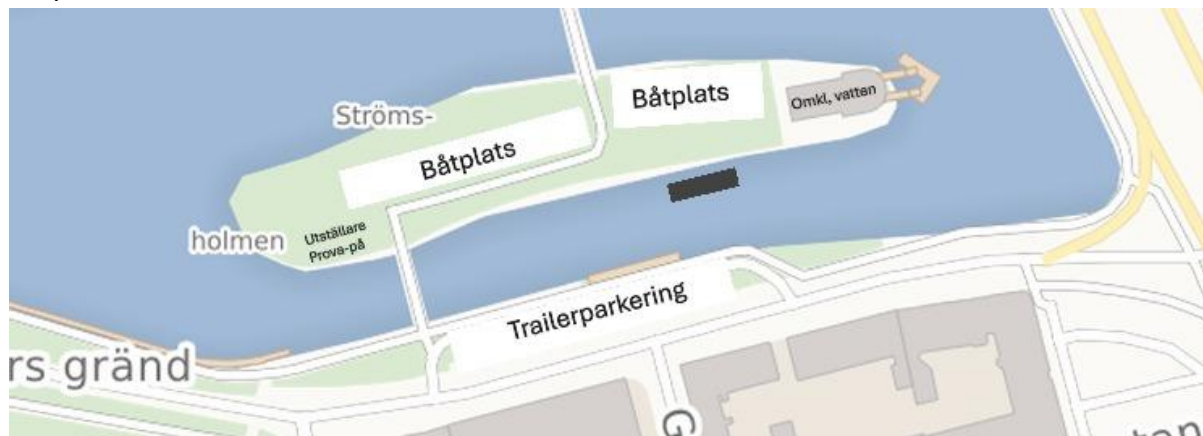 Båtplats
Omkl, vatten
Ströms-
Båtplats
holmen
Utställare
Prova-på
Trailerparkering
rs gränd
G